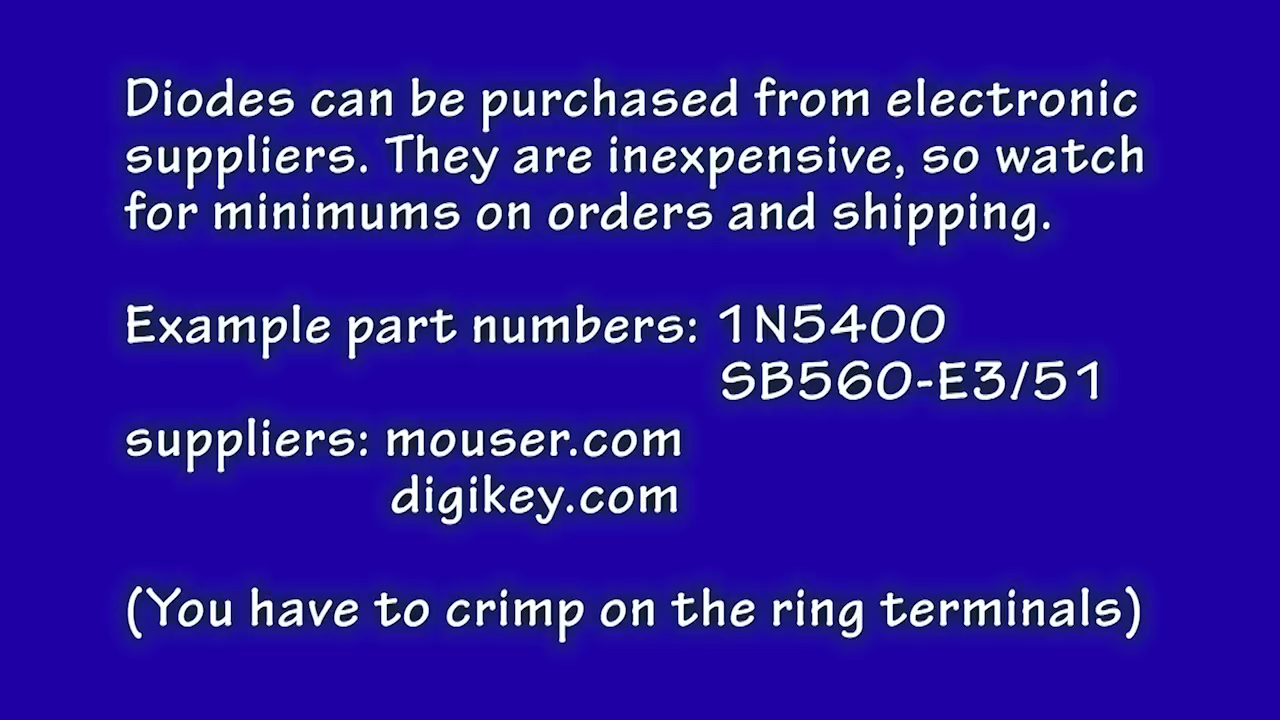 Diodes can be purchased from electronic
suppliers. They are inexpensive, so watch
for minimums on orders and shipping.
Example part numbers: 1N5400
SB560-E3/51
suppliers: mouser.com
digikey.com
(You have to crimp on the ring terminals)